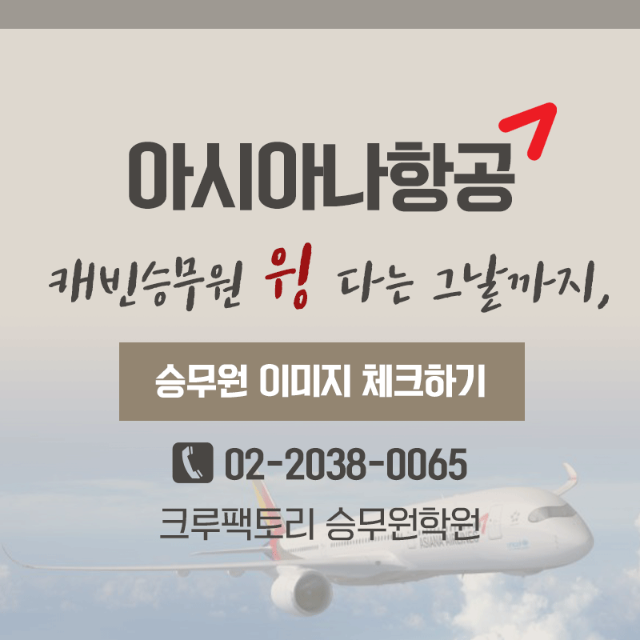 아시아나항공
캐빈승무원 윙 다는 그날까지,
승무원 이미지 체크하기
02-2038-0065
크루팩토리 승무원학원
ASIANA AIRLINES